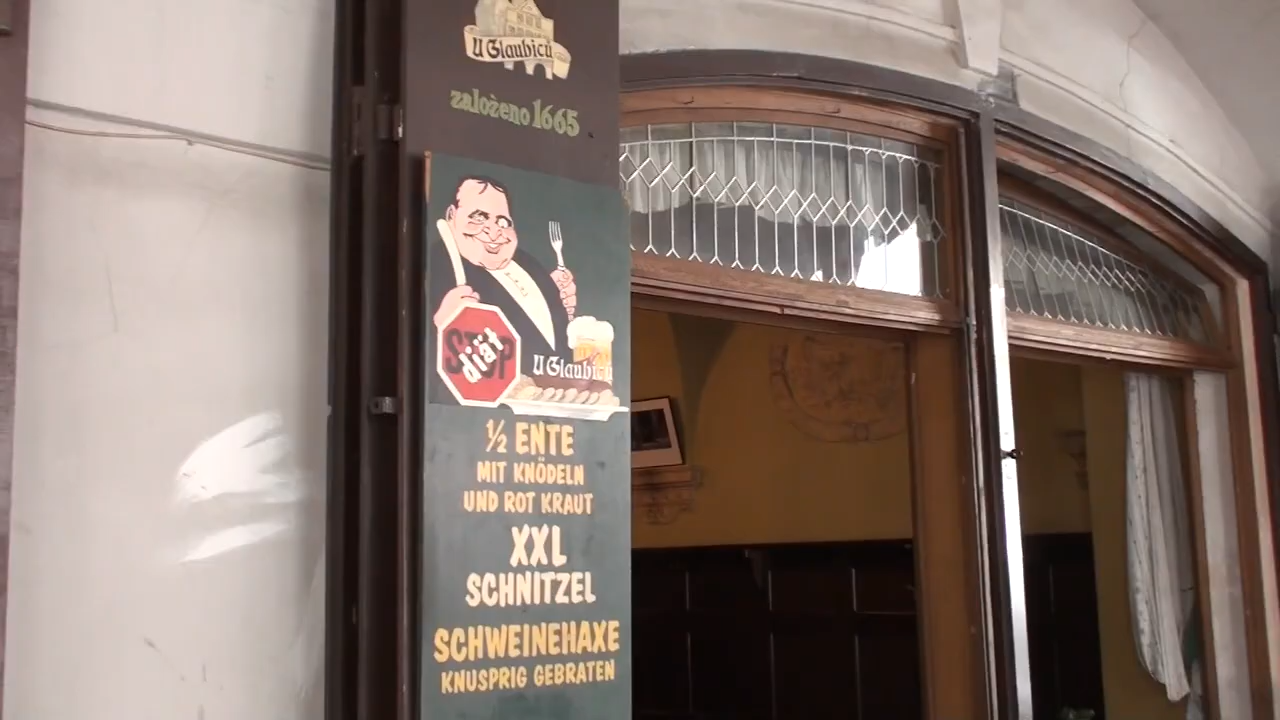 U Glaubiců
založeno 1665
STOP
diät
U Glaubiců
½ ENTE
MIT KNÖDELN
UND ROT KRAUT
XXL
SCHNITZEL
SCHWEINEHAXE
KNUSPRIG GEBRATEN